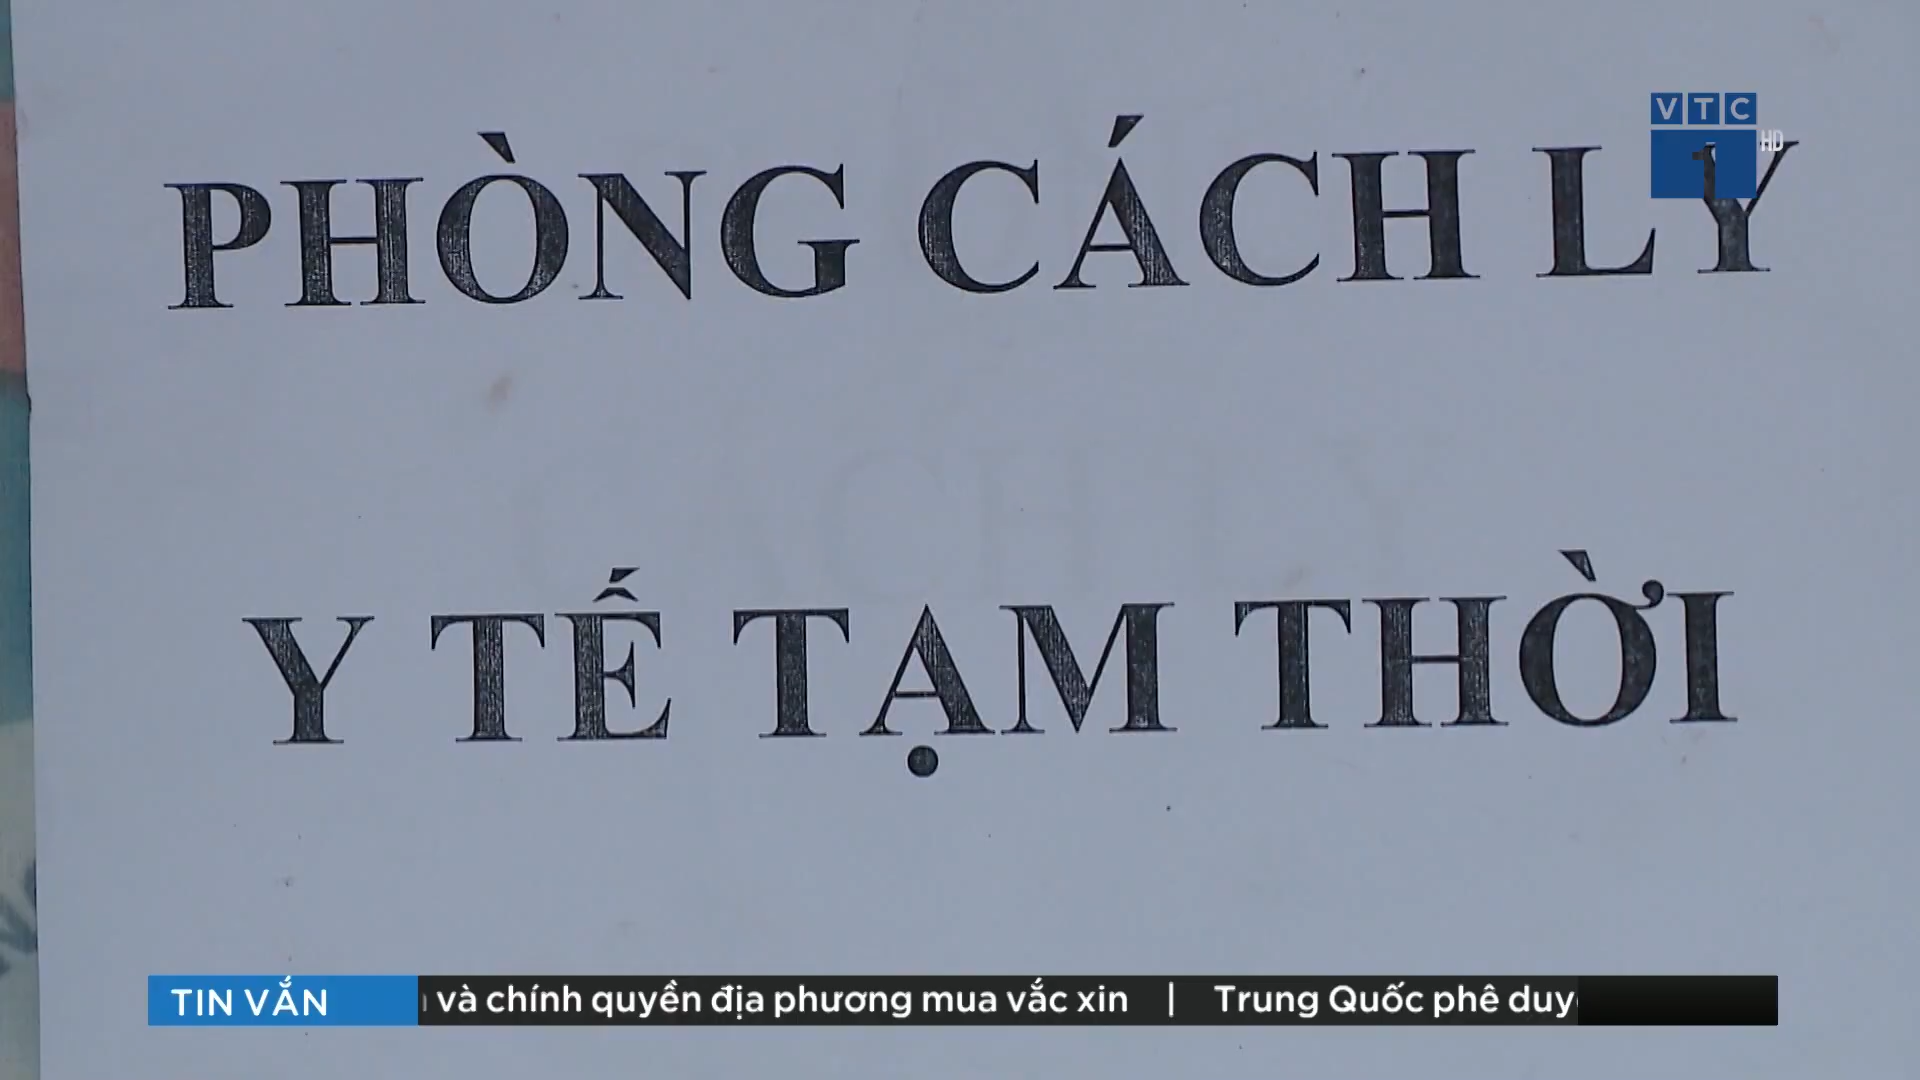 VTC
1 HD
PHÒNG CÁCH LY
Y TẾ TẠM THỜI
TIN VẮN
và chính quyền địa phương mua vắc xin | Trung Quốc phê